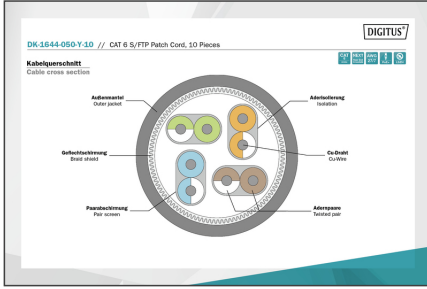 DIGITUS®
DK-1644-050-Y-10 // CAT 6 S/FTP Patch Cord, 10 Pieces
Kabelquerschnitt
Cable cross section
Außenmantel
Outer jacket
Aderisolierung
Isolation
Geflechtschirmung
Braid shield
Cu-Draht
Cu-Wire
Paarabschirmung
Pair screen
Adernpaare
Twisted pair